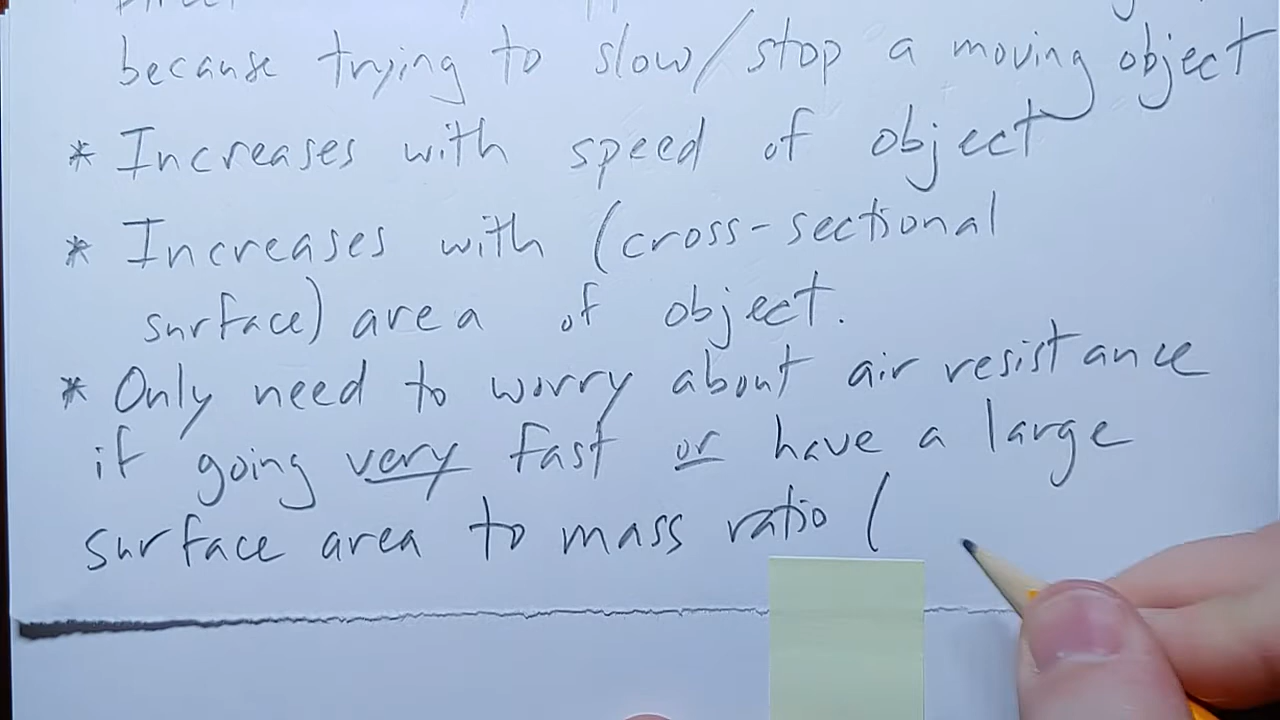 because trying to slow/stop a moving object
* Increases with speed of object
* Increases with (cross-sectional
surface) area of object.
* Only need to worry about air resistance
if going very fast or have a large
surface area to mass ratio (